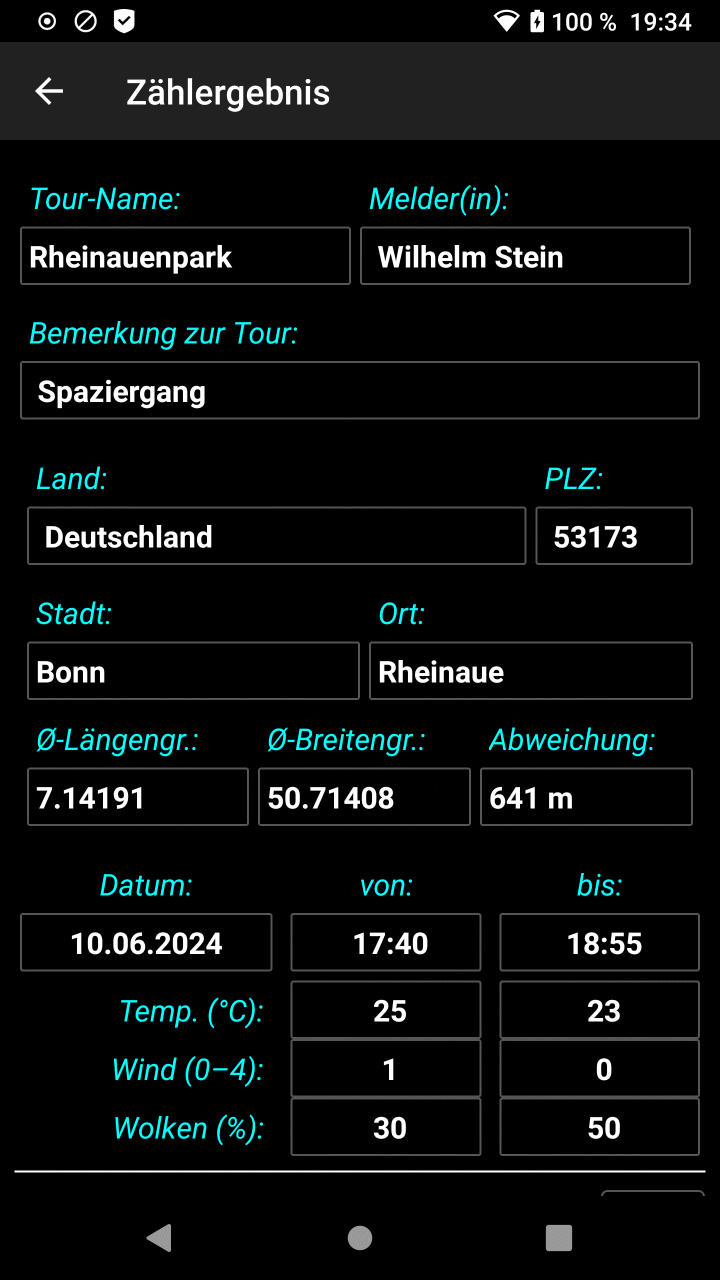 100 % 19:34
Zählergebnis
Tour-Name: Melder(in):
Rheinauenpark Wilhelm Stein
Bemerkung zur Tour:
Spaziergang
Land: PLZ:
Deutschland 53173
Stadt: Ort:
Bonn Rheinaue
Ø-Längengr.: Ø-Breitengr.: Abweichung:
7.14191 50.71408 641 m
Datum: von: bis:
10.06.2024 17:40 18:55
Temp. (°C): 25 23
Wind (0–4): 1 0
Wolken (%): 30 50